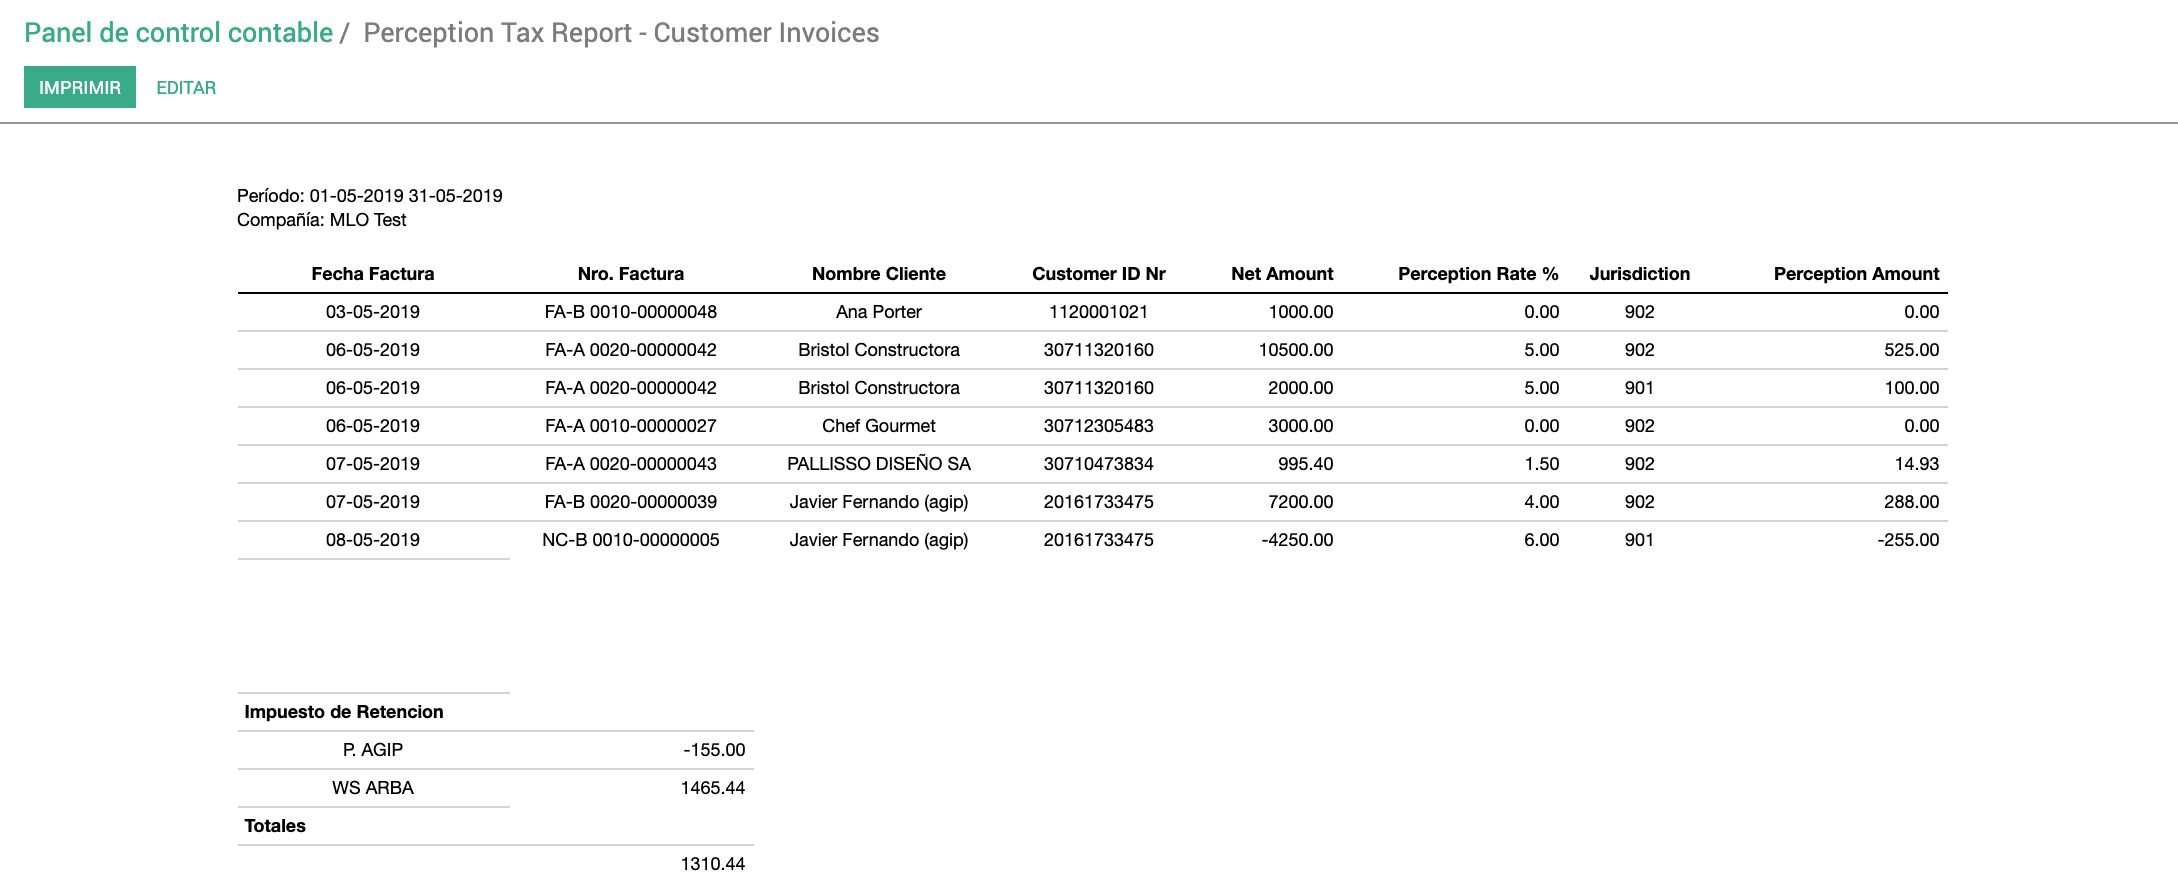 Panel de control contable / Perception Tax Report - Customer Invoices
IMPRIMIR EDITAR
Período: 01-05-2019 31-05-2019
Compañía: MLO Test
Fecha Factura Nro. Factura Nombre Cliente Customer ID Nr Net Amount Perception Rate % Jurisdiction Perception Amount
03-05-2019 FA-B 0010-00000048 Ana Porter 1120001021 1000.00 0.00 902 0.00
06-05-2019 FA-A 0020-00000042 Bristol Constructora 30711320160 10500.00 5.00 902 525.00
06-05-2019 FA-A 0020-00000042 Bristol Constructora 30711320160 2000.00 5.00 901 100.00
06-05-2019 FA-A 0010-00000027 Chef Gourmet 30712305483 3000.00 0.00 902 0.00
07-05-2019 FA-A 0020-00000043 PALLISSO DISEÑO SA 30710473834 995.40 1.50 902 14.93
07-05-2019 FA-B 0020-00000039 Javier Fernando (agip) 20161733475 7200.00 4.00 902 288.00
08-05-2019 NC-B 0010-00000005 Javier Fernando (agip) 20161733475 -4250.00 6.00 901 -255.00
Impuesto de Retencion
P. AGIP -155.00
WS ARBA 1465.44
Totales
1310.44